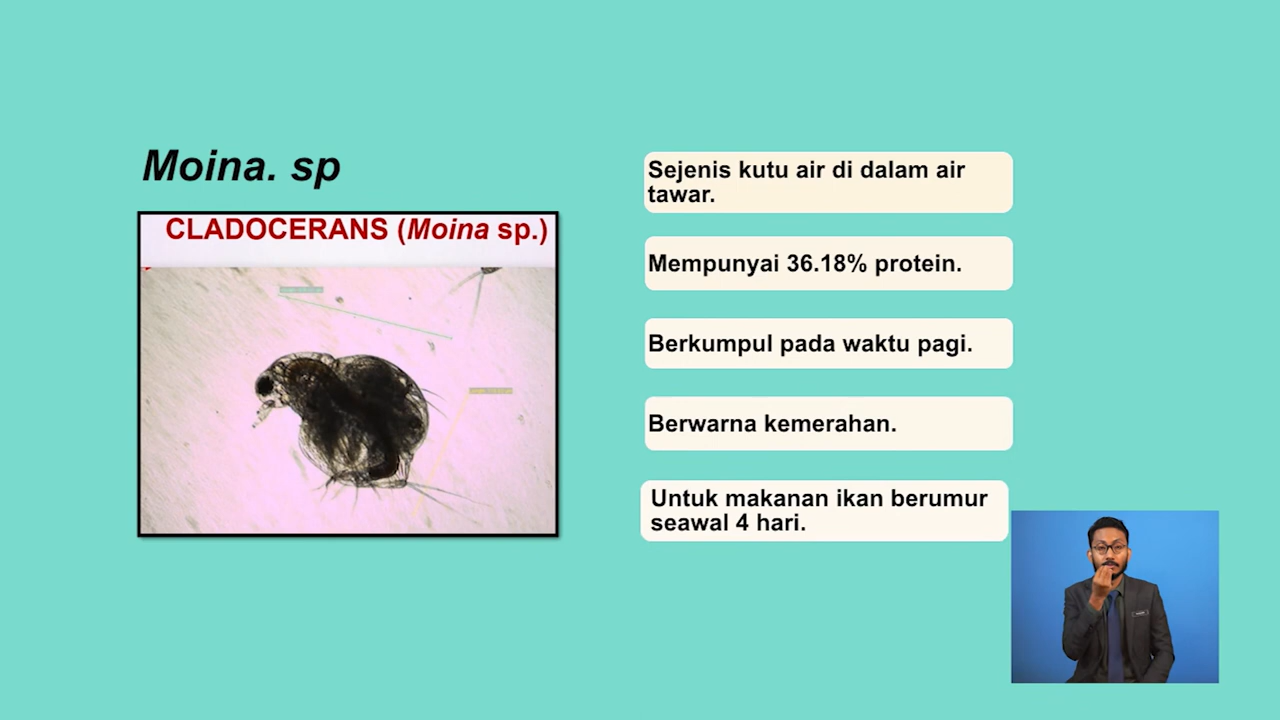 Moina. sp
CLADOCERANS (Moina sp.)
Sejenis kutu air di dalam air
tawar.
Mempunyai 36.18% protein.
Berkumpul pada waktu pagi.
Berwarna kemerahan.
Untuk makanan ikan berumur
seawal 4 hari.